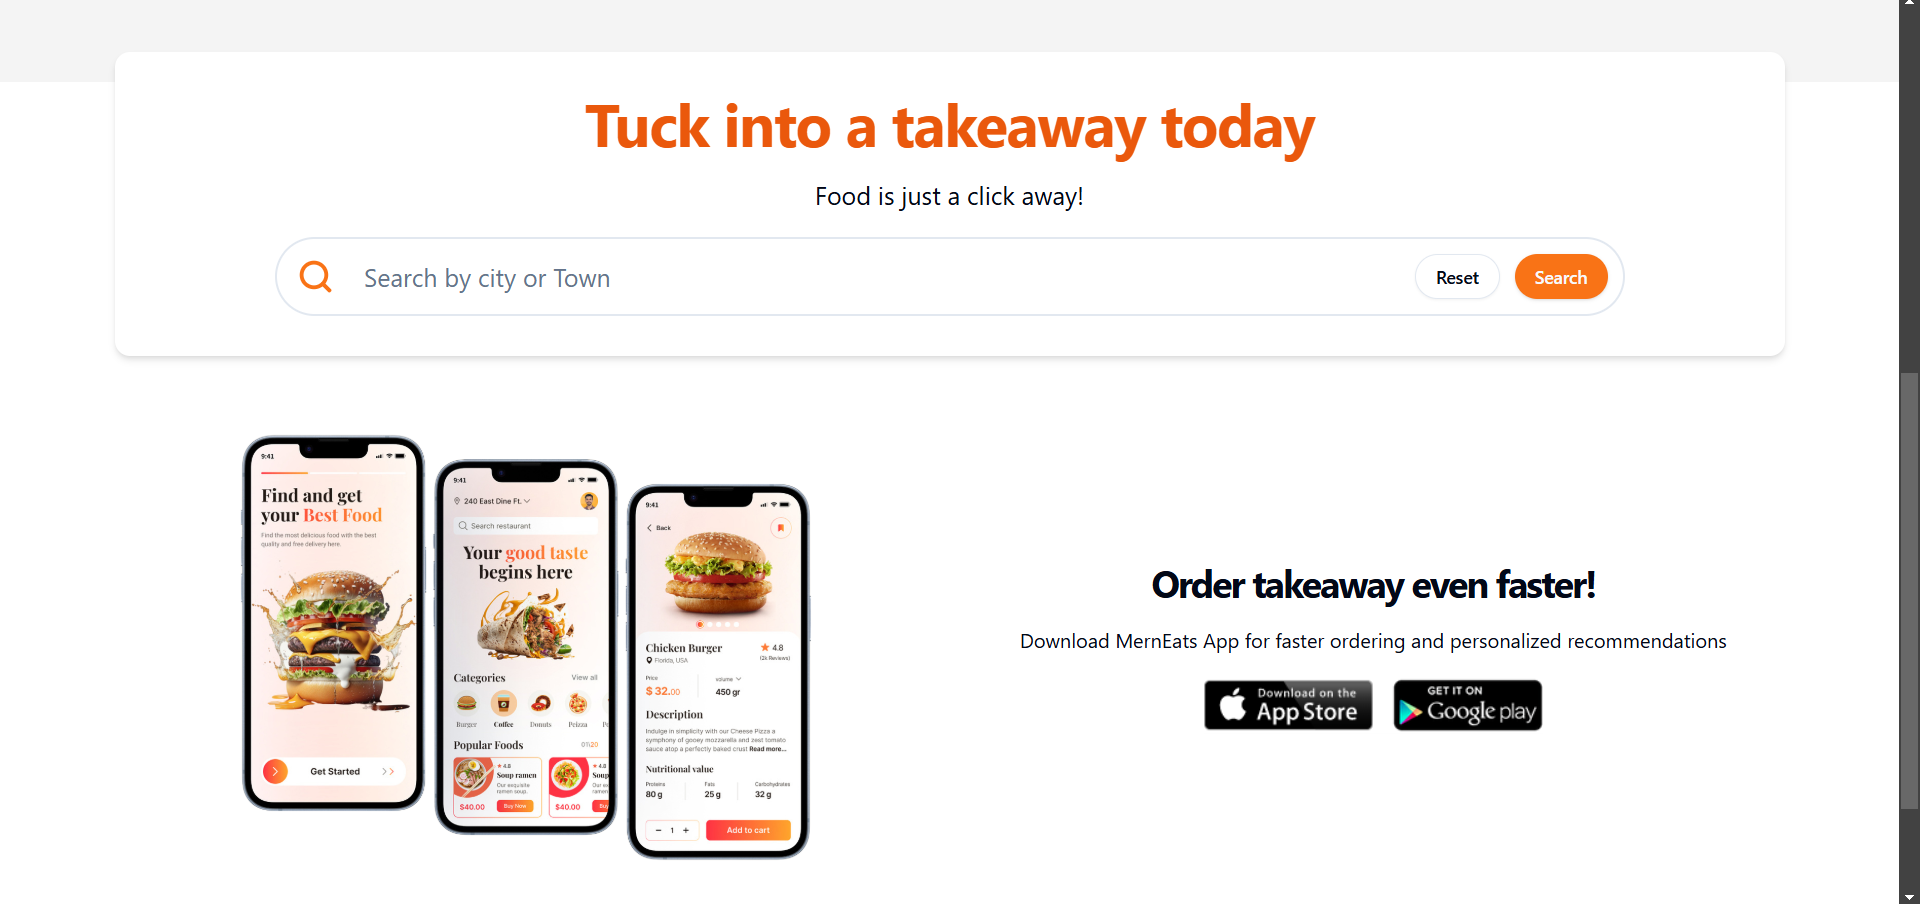 Tuck into a takeaway today
Food is just a click away!
Search by city or Town
Reset
Search
9:41
Find and get
your Best Food
Find the most delicious food with the best
quality and free delivery here.
Get Started
9:41
240 East Dine Ft.
Search restaurant
Your good taste
begins here
Categories
View all
Burger
Coffee
Donuts
Peizza
Popular Foods
01\20
4.8
Soup ramen
Our exquisite
ramen soup.
$40.00
Buy Now
4.8
Soup
Our ex
ramen
$40.00
Bu
9:41
Back
Chicken Burger
4.8
Florida, USA
(2k Reviews)
Price
volume
$ 32.00
450 gr
Description
Indulge in simplicity with our Cheese Pizza a
symphony of gooey mozzarella and zest tomato
sauce atop a perfectly baked crust Read more...
Nutritional value
Proteins
Fats
Carbohydrates
80 g
25 g
32 g
− 1 +
Add to cart
Order takeaway even faster!
Download MernEats App for faster ordering and personalized recommendations
Download on the
App Store
GET IT ON
Google play